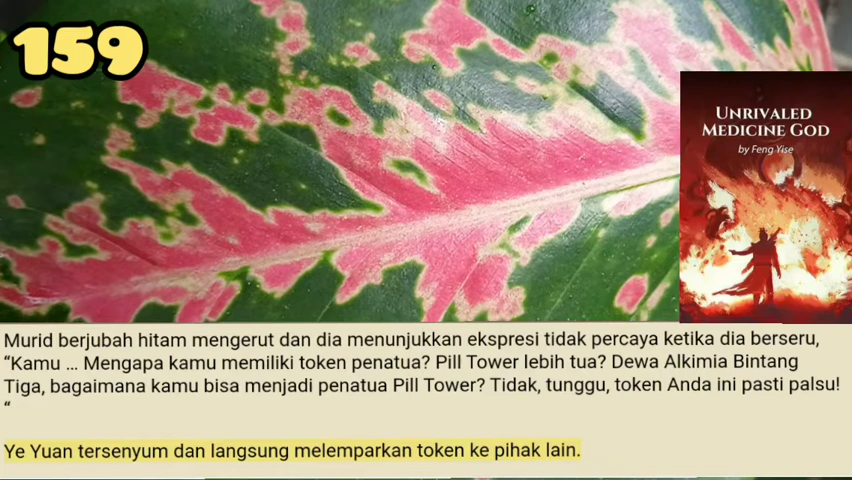 159
UNRIVALED
MEDICINE GOD
by Feng Yise
Murid berjubah hitam mengerut dan dia menunjukkan ekspresi tidak percaya ketika dia berseru,
“Kamu ... Mengapa kamu memiliki token penatua? Pill Tower lebih tua? Dewa Alkimia Bintang
Tiga, bagaimana kamu bisa menjadi penatua Pill Tower? Tidak, tunggu, token Anda ini pasti palsu!
“
Ye Yuan tersenyum dan langsung melemparkan token ke pihak lain.